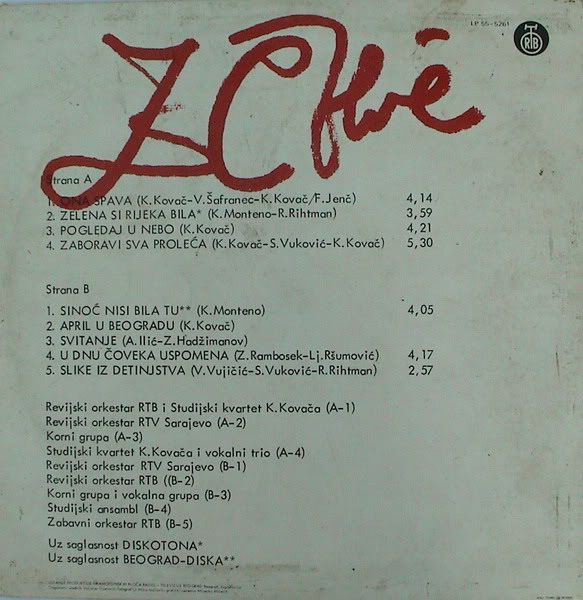 LP 55-5261
RTB
Strana A
1. ONA SPAVA (K.Kovač-V.Šafranec-K.Kovač/F.Jenč) 4,14
2. ZELENA SI RIJEKA BILA* (K.Monteno-R.Rihtman) 3,59
3. POGLEDAJ U NEBO (K.Kovač) 4,21
4. ZABORAVI SVA PROLEĆA (K.Kovač-S.Vuković-K.Kovač) 5,30
Strana B
1. SINOĆ NISI BILA TU** (K.Monteno) 4,05
2. APRIL U BEOGRADU (K.Kovač)
3. SVITANJE (A.Ilić-Z.Hadžimanov)
4. U DNU ČOVEKA USPOMENA (Z.Rambosek-Lj.Ršumović) 4,17
5. SLIKE IZ DETINJSTVA (V.Vujičić-S.Vuković-R.Rihtman) 2,57
Revijski orkestar RTB i Studijski kvartet K.Kovača (A-1)
Revijski orkestar RTV Sarajevo (A-2)
Korni grupa (A-3)
Studijski kvartet K.Kovača i vokalni trio (A-4)
Revijski orkestar RTV Sarajevo (B-1)
Revijski orkestar RTB ((B-2)
Korni grupa i vokalna grupa (B-3)
Studijski ansambl (B-4)
Zabavni orkestar RTB (B-5)
Uz saglasnost DISKOTONA*
Uz saglasnost BEOGRAD-DISKA**